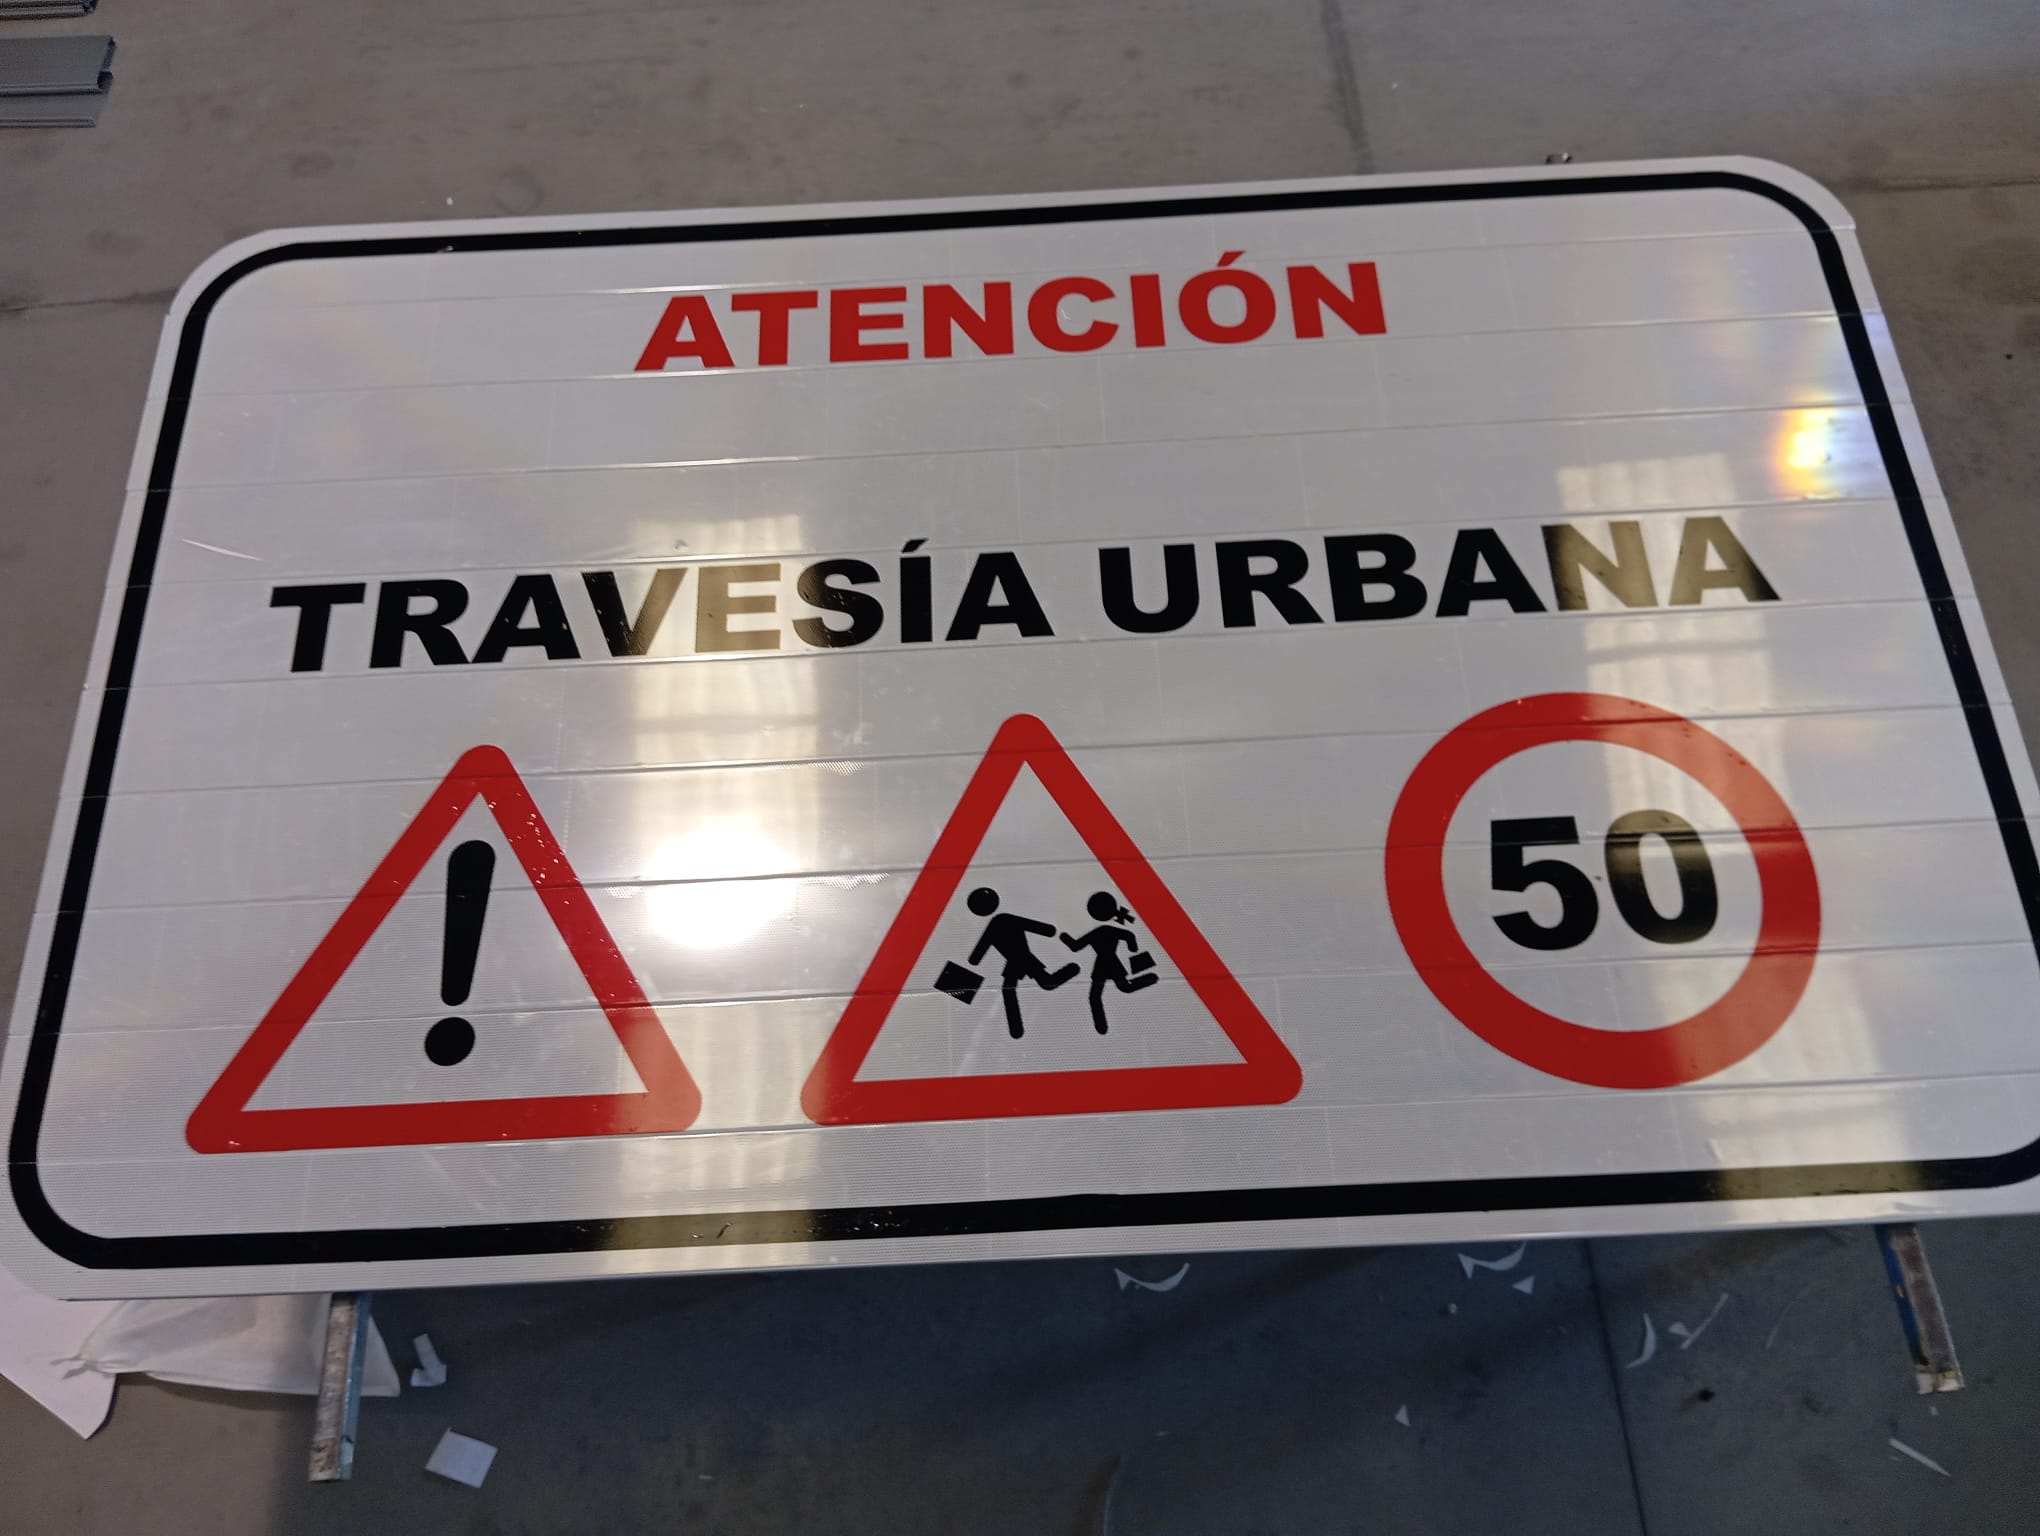 ATENCIÓN
TRAVESÍA URBANA
!
50